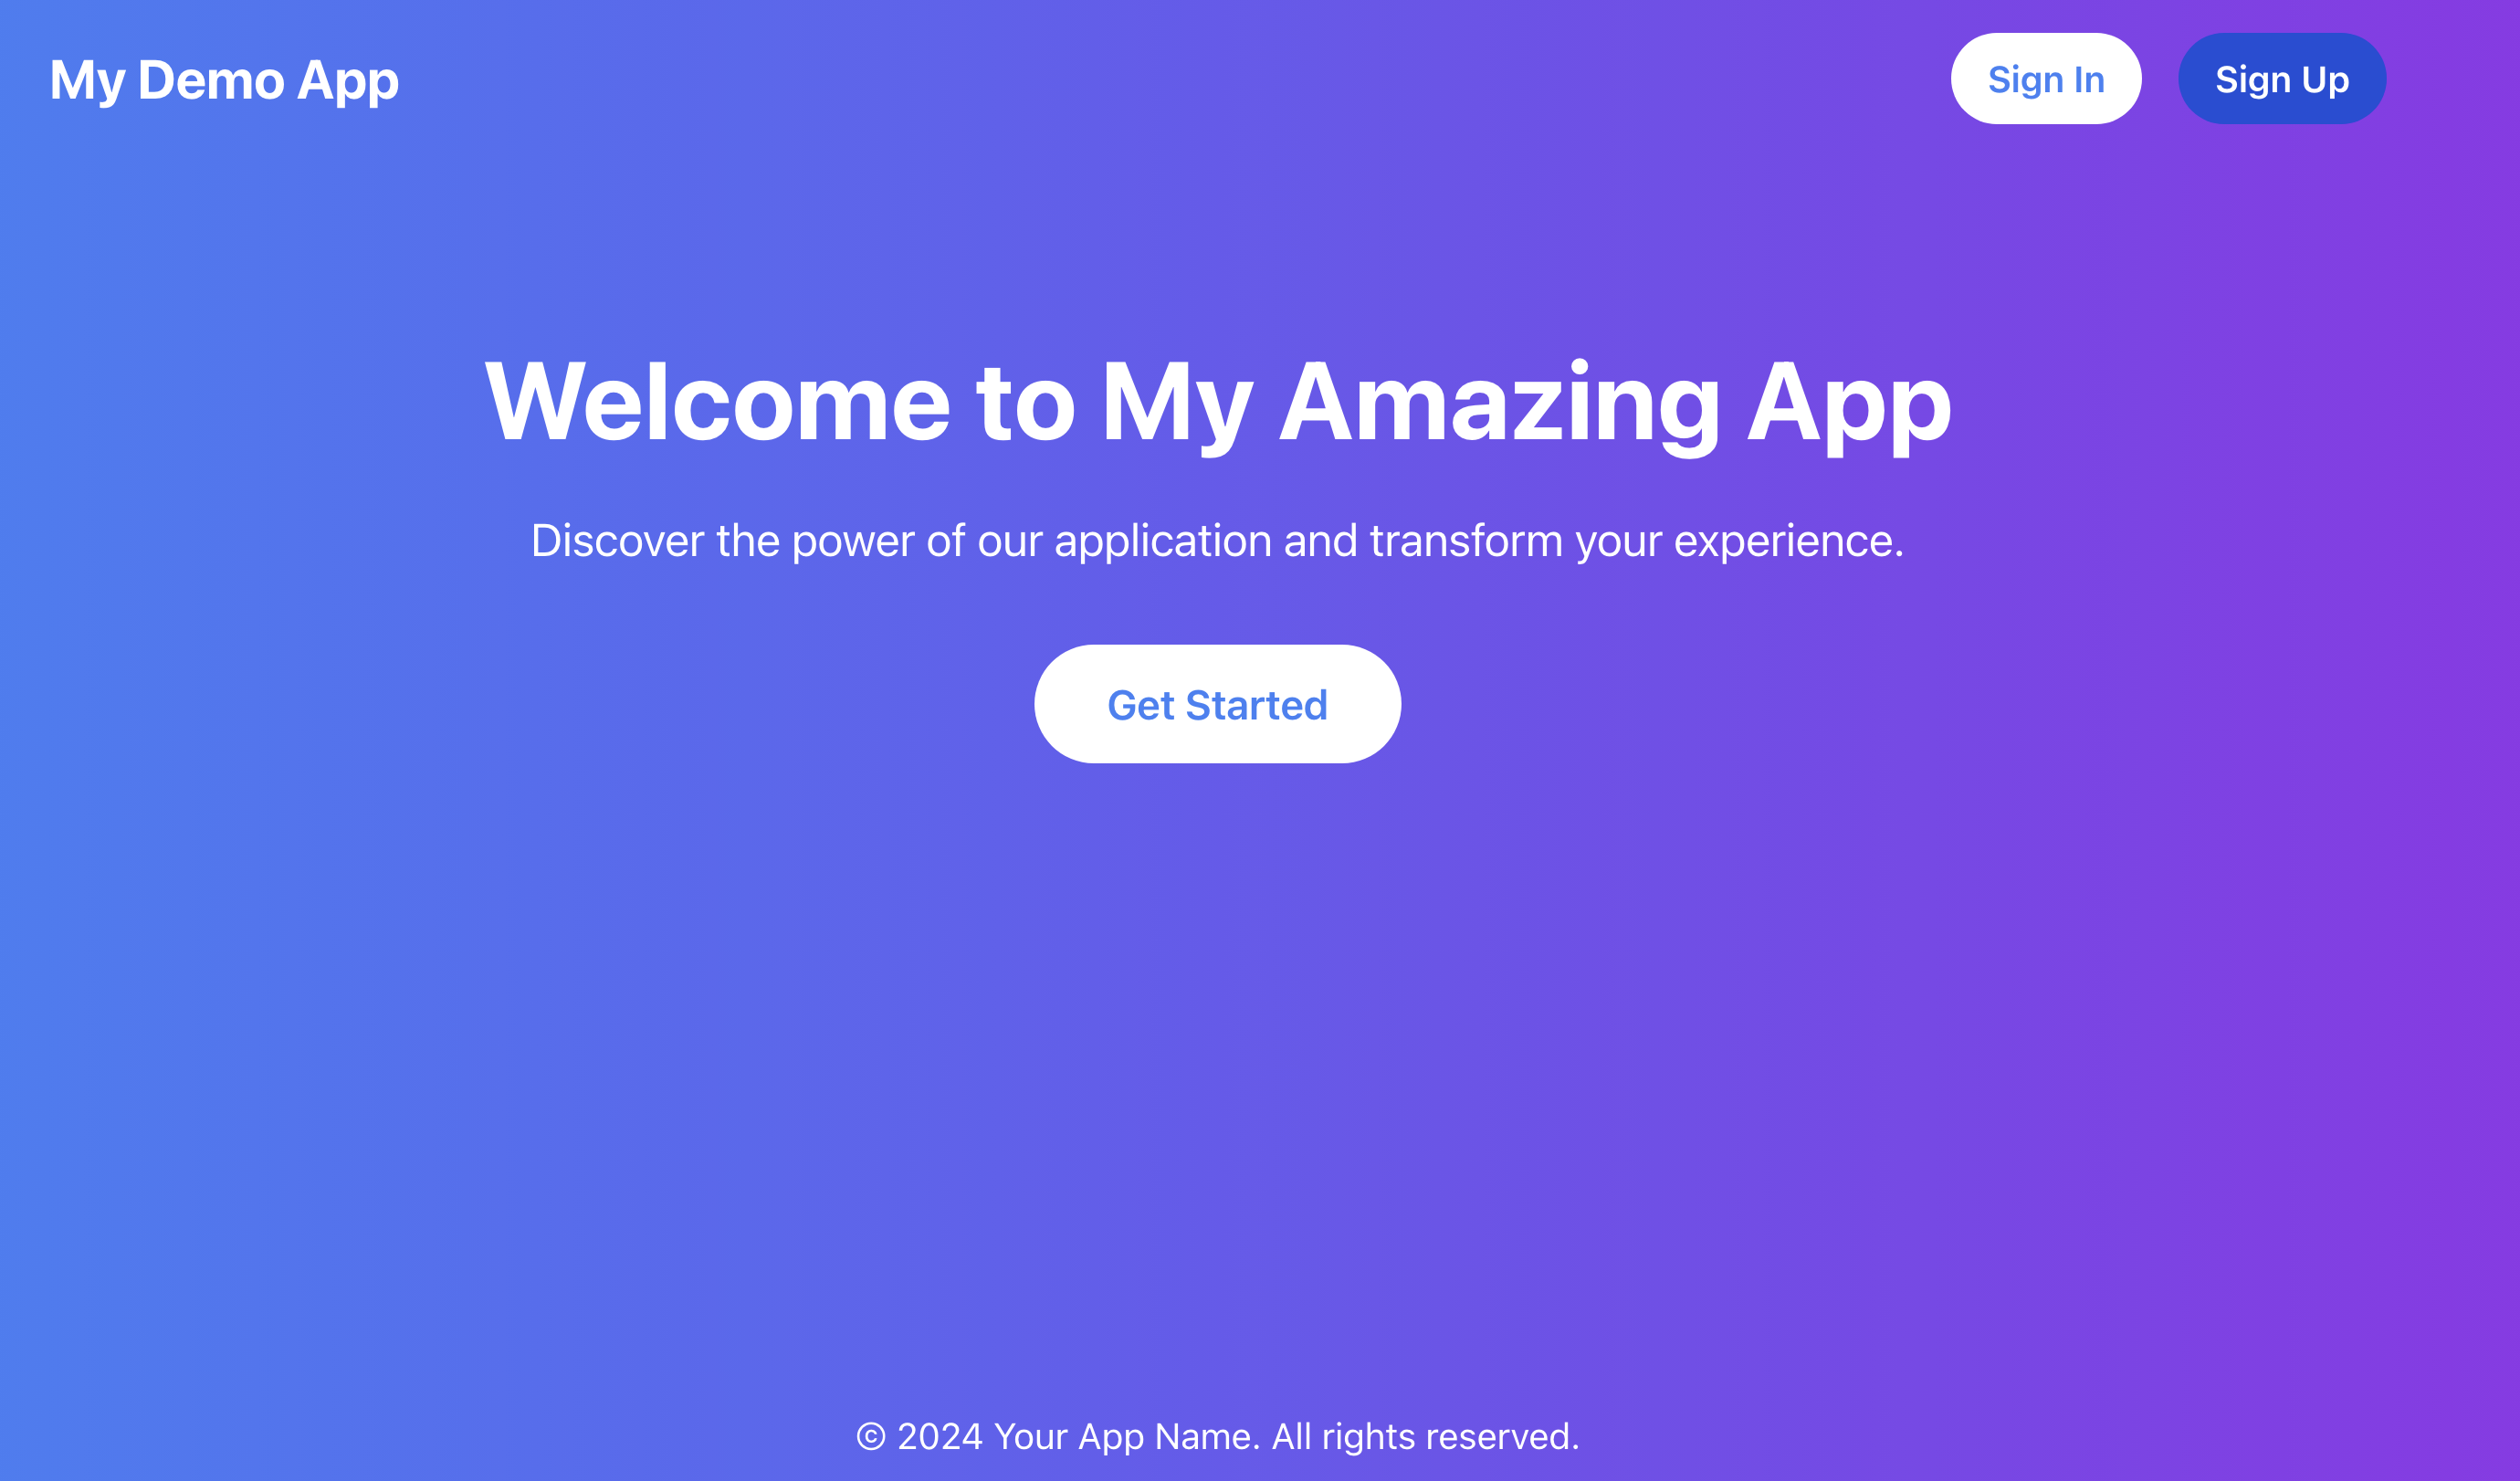 My Demo App
Sign In
Sign Up
Welcome to My Amazing App
Discover the power of our application and transform your experience.
Get Started
© 2024 Your App Name. All rights reserved.